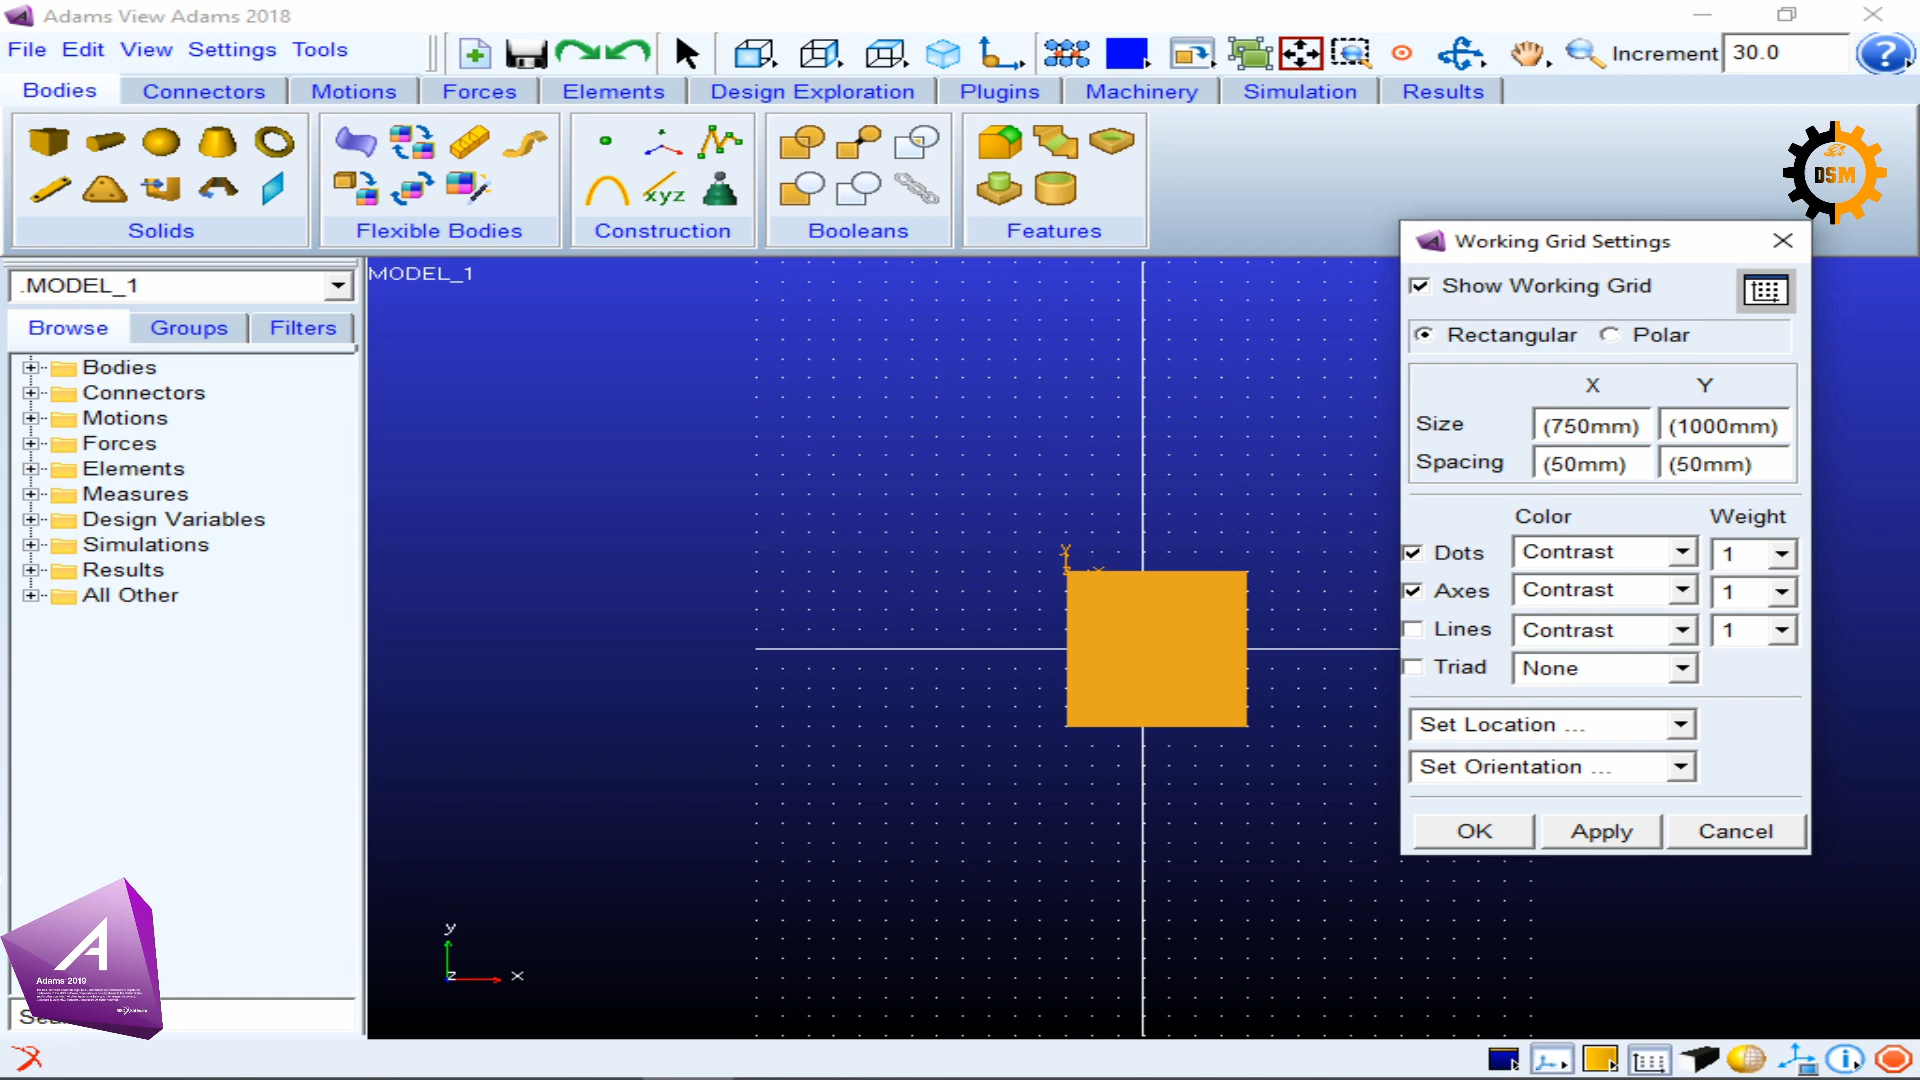 Adams View Adams 2018
File Edit View Settings Tools
Increment 30.0
?
Bodies Connectors Motions Forces Elements Design Exploration Plugins Machinery Simulation Results
xyz
Solids Flexible Bodies Construction Booleans Features
DSM
.MODEL_1
Browse Groups Filters
Bodies
Connectors
Motions
Forces
Elements
Measures
Design Variables
Simulations
Results
All Other
Adams 2019
MODEL_1
y
z x
y
z x
Working Grid Settings
Show Working Grid
Rectangular Polar
X Y
Size (750mm) (1000mm)
Spacing (50mm) (50mm)
Color Weight
Dots Contrast 1
Axes Contrast 1
Lines Contrast 1
Triad None
Set Location ...
Set Orientation ...
OK Apply Cancel